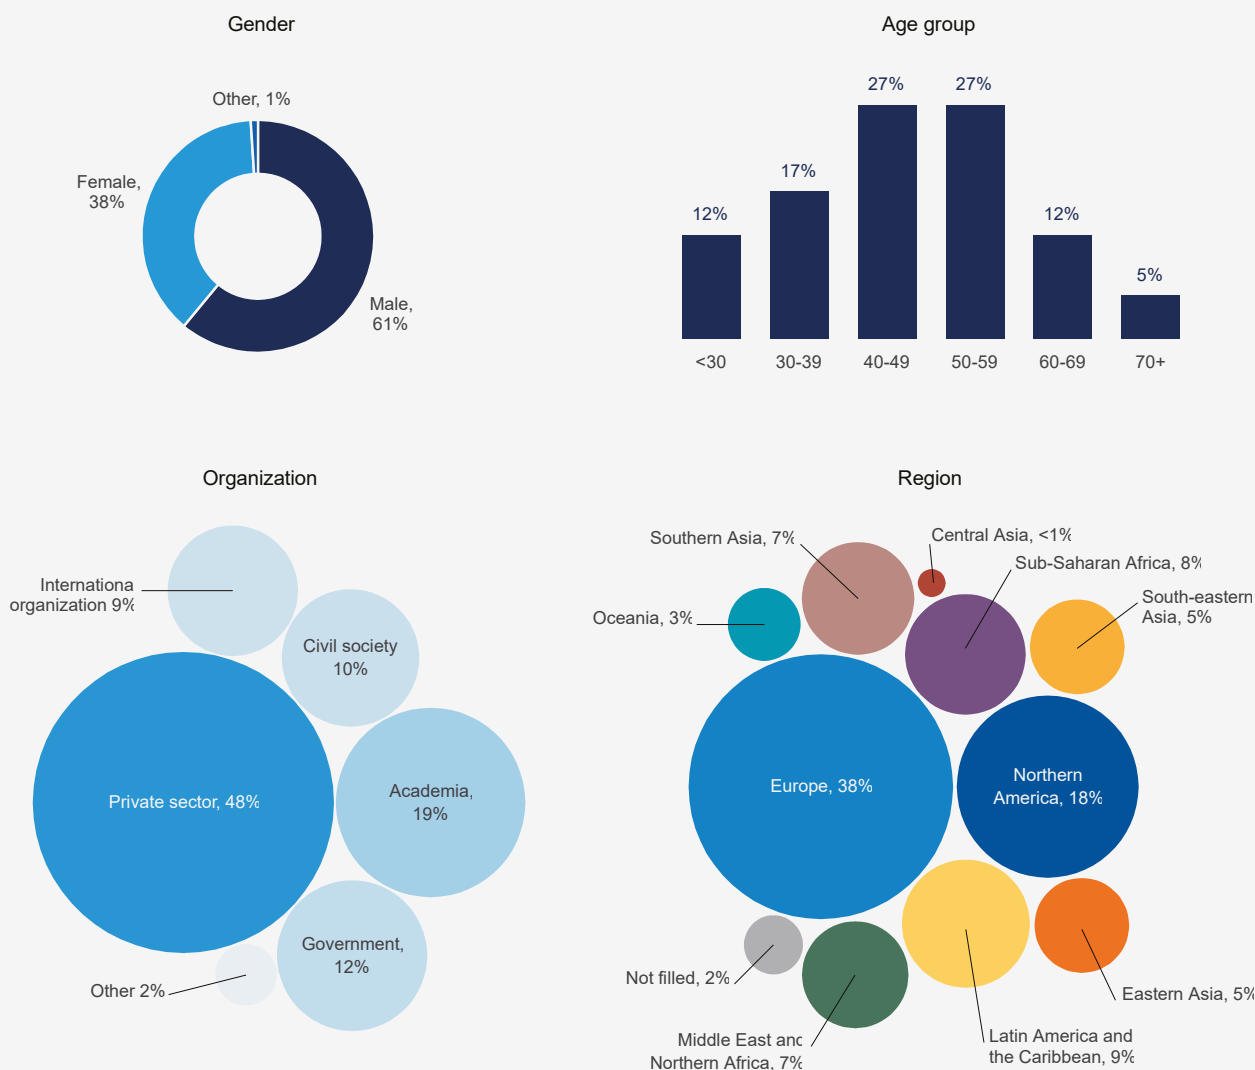 Gender
Other, 1%
Female,
38%
Male,
61%
Age group
27%
27%
17%
12%
12%
5%
<30
30-39
40-49
50-59
60-69
70+
Organization
Internationa
organization 9%
Civil society
10%
Private sector, 48%
Academia,
19%
Government,
12%
Other 2%
Region
Southern Asia, 7%
Central Asia, <1%
Sub-Saharan Africa, 8%
South-eastern
Asia, 5%
Oceania, 3%
Europe, 38%
Northern
America, 18%
Not filled, 2%
Eastern Asia, 5%
Middle East and
Northern Africa, 7%
Latin America and
the Caribbean, 9%